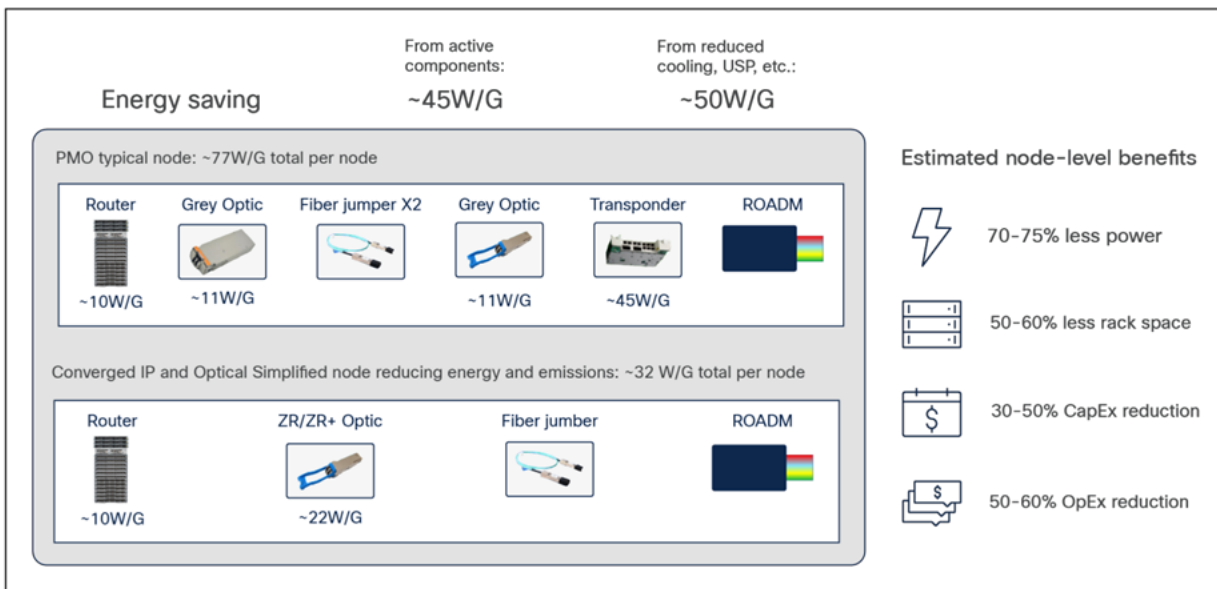 From active
components:
From reduced
cooling, USP, etc.:
Energy saving
~45W/G
~50W/G
PMO typical node: ~77W/G total per node
Router
Grey Optic
Fiber jumper X2
Grey Optic
Transponder
ROADM
~10W/G
~11W/G
~11W/G
~45W/G
Converged IP and Optical Simplified node reducing energy and emissions: ~32 W/G total per node
Router
ZR/ZR+ Optic
Fiber jumber
ROADM
~10W/G
~22W/G
Estimated node-level benefits
70-75% less power
50-60% less rack space
$
30-50% CapEx reduction
$
50-60% OpEx reduction